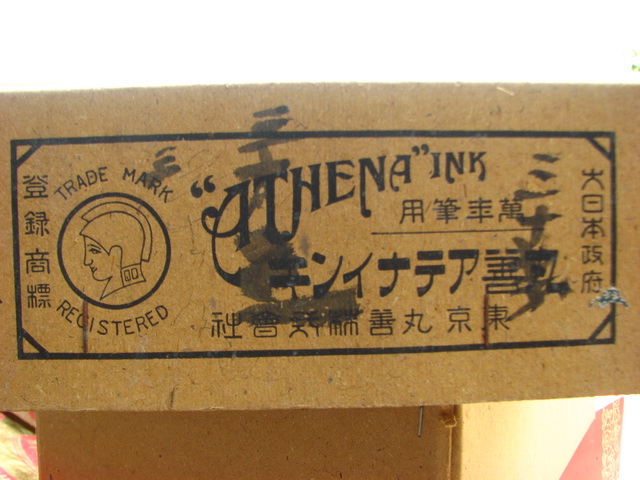 大日本政府
"ATHENA" INK
萬年筆用
丸善アテナインキ
東京丸善株式會社
TRADE MARK
REGISTERED
登録商標